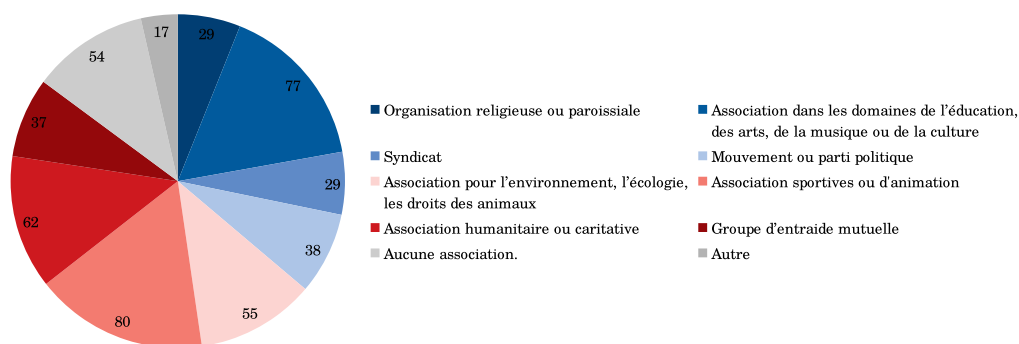 17
29
54
77
37
29
62
38
55
80
Organisation religieuse ou paroissiale
Association dans les domaines de l'éducation,
des arts, de la musique ou de la culture
Syndicat
Mouvement ou parti politique
Association pour l'environnement, l'écologie,
les droits des animaux
Association sportives ou d'animation
Association humanitaire ou caritative
Groupe d'entraide mutuelle
Aucune association.
Autre